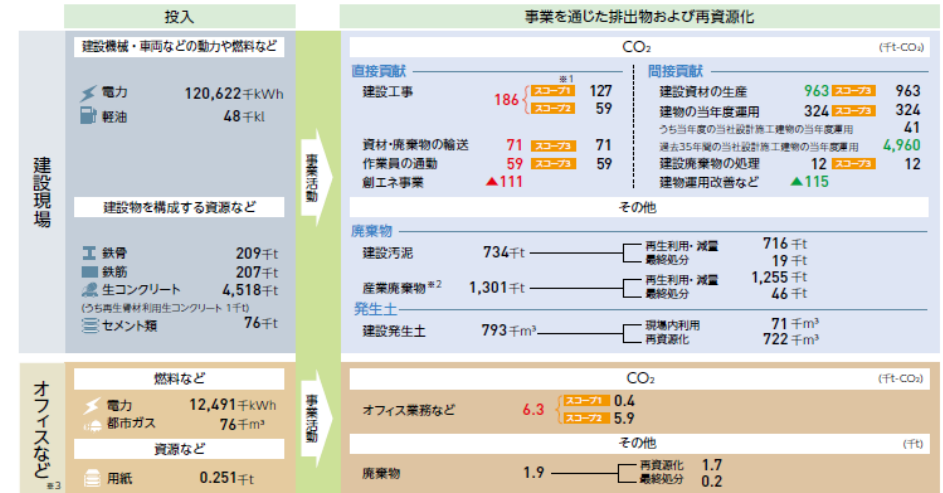 投入
事業を通じた排出物および再資源化
建設現場
建設機械・車両などの動力や燃料など
電力 120,622千kWh
軽油 48千kl
建設物を構成する資源など
鉄骨 209千t
鉄筋 207千t
生コンクリート 4,518千t
(うち再生骨材利用生コンクリート 1千t)
セメント類 76千t
事業活動
CO₂ (千t-CO₂)
直接貢献
※1
建設工事 186 スコープ1 127
スコープ2 59
資材・廃棄物の輸送 71 スコープ3 71
作業員の通勤 59 スコープ3 59
創エネ事業 ▲111
間接貢献
建設資材の生産 963 スコープ3 963
建物の当年度運用 324 スコープ3 324
うち当年度の当社設計施工建物の当年度運用 41
過去35年間の当社設計施工建物の当年度運用 4,960
建設廃棄物の処理 12 スコープ3 12
建物運用改善など ▲115
その他
廃棄物
建設汚泥 734千t 再生利用・減量 716千t
最終処分 19千t
産業廃棄物※2 1,301千t 再生利用・減量 1,255千t
最終処分 46千t
発生土
建設発生土 793千m³ 現場内利用 71千m³
再資源化 722千m³
オフィスなど※3
燃料など
電力 12,491千kWh
都市ガス 76千m³
資源など
用紙 0.251千t
事業活動
CO₂ (千t-CO₂)
オフィス業務など 6.3 スコープ1 0.4
スコープ2 5.9
その他 (千t)
廃棄物 1.9 再資源化 1.7
最終処分 0.2